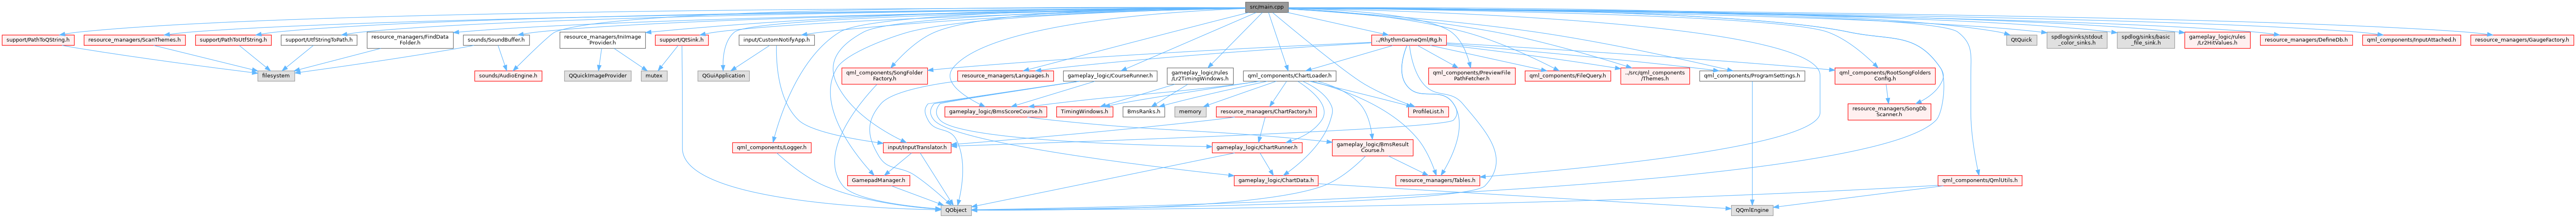 src/main.cpp
support/PathToQString.h
resource_managers/ScanThemes.h
support/PathToUtfString.h
support/UtfStringToPath.h
resource_managers/FindData
Folder.h
sounds/SoundBuffer.h
resource_managers/IniImage
Provider.h
support/QtSink.h
input/CustomNotifyApp.h
../RhythmGameQml/Rg.h
QtQuick
spdlog/sinks/stdout
_color_sinks.h
spdlog/sinks/basic
_file_sink.h
gameplay_logic/rules
/Lr2HitValues.h
resource_managers/DefineDb.h
qml_components/InputAttached.h
resource_managers/GaugeFactory.h
filesystem
sounds/AudioEngine.h
QQuickImageProvider
mutex
QGuiApplication
qml_components/SongFolder
Factory.h
resource_managers/Languages.h
gameplay_logic/CourseRunner.h
gameplay_logic/rules
/Lr2TimingWindows.h
qml_components/ChartLoader.h
qml_components/PreviewFile
PathFetcher.h
qml_components/FileQuery.h
../src/qml_components
/Themes.h
qml_components/ProgramSettings.h
qml_components/RootSongFolders
Config.h
gameplay_logic/BmsScoreCourse.h
TimingWindows.h
BmsRanks.h
memory
resource_managers/ChartFactory.h
ProfileList.h
resource_managers/SongDb
Scanner.h
qml_components/Logger.h
input/InputTranslator.h
gameplay_logic/ChartRunner.h
gameplay_logic/BmsResult
Course.h
GamepadManager.h
gameplay_logic/ChartData.h
resource_managers/Tables.h
qml_components/QmlUtils.h
QObject
QQmlEngine